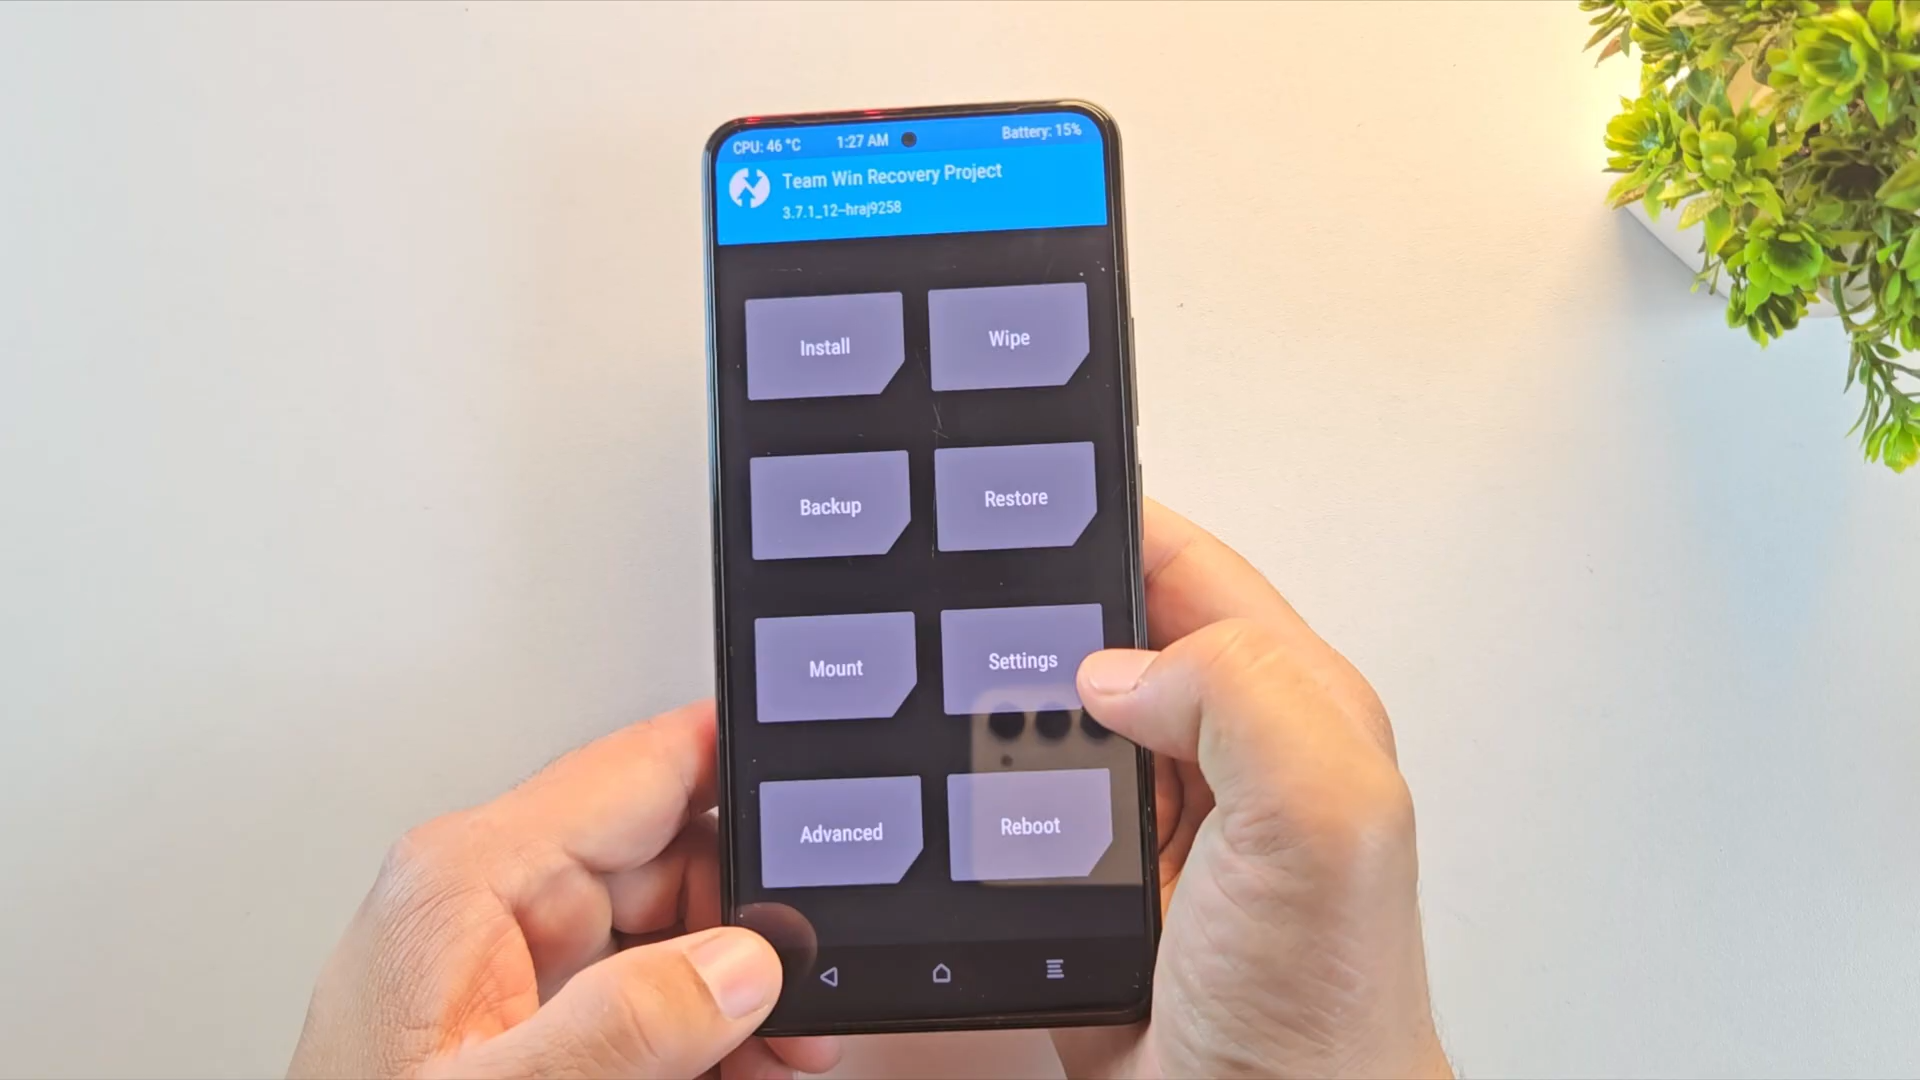 CPU: 46 °C 1:27 AM Battery: 15%
Team Win Recovery Project
3.7.1_12-hraj9258
Install Wipe
Backup Restore
Mount Settings
Advanced Reboot